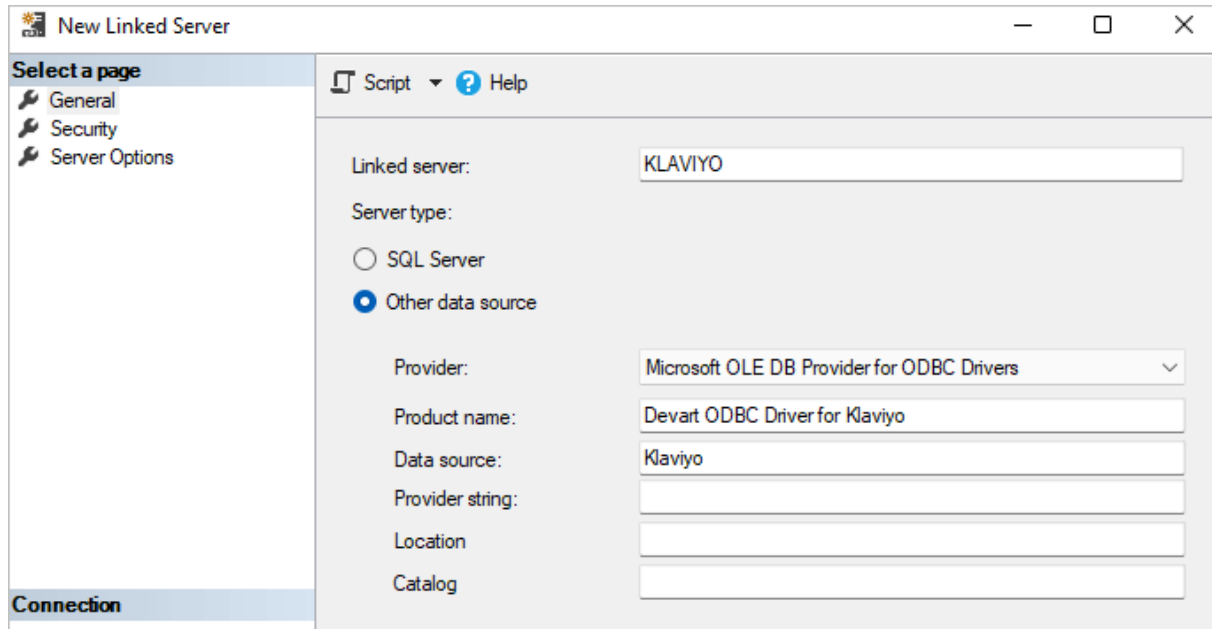 New Linked Server
Select a page
General
Security
Server Options
Connection
Script Help
Linked server: KLAVIYO
Server type:
SQL Server
Other data source
Provider: Microsoft OLE DB Provider for ODBC Drivers
Product name: Devart ODBC Driver for Klaviyo
Data source: Klaviyo
Provider string:
Location
Catalog